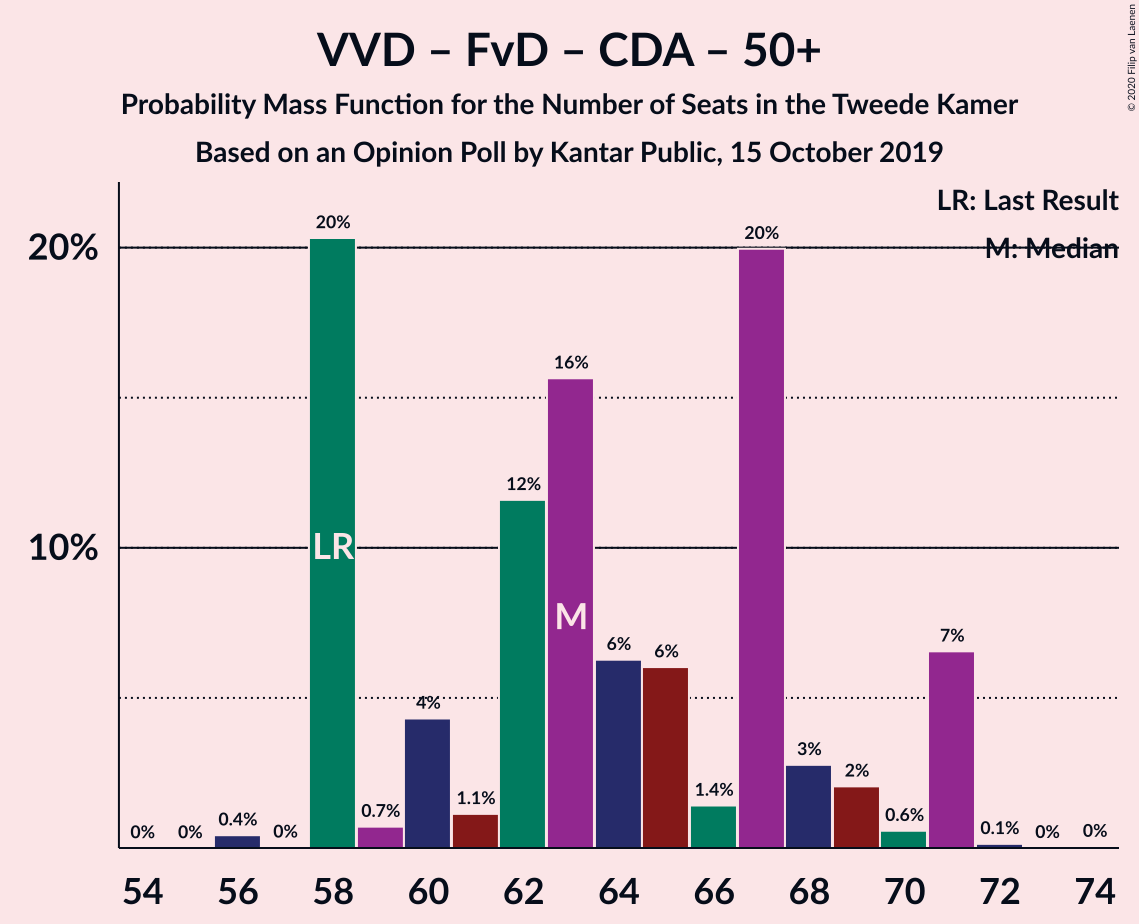 VVD – FvD – CDA – 50+
Probability Mass Function for the Number of Seats in the Tweede Kamer
Based on an Opinion Poll by Kantar Public, 15 October 2019
© 2020 Filip van Laenen
LR: Last Result
M: Median
20%
10%
0%
0%
0.4%
0%
20%
0.7%
4%
1.1%
12%
16%
6%
6%
1.4%
20%
3%
2%
0.6%
7%
0.1%
0%
0%
LR
M
54 56 58 60 62 64 66 68 70 72 74